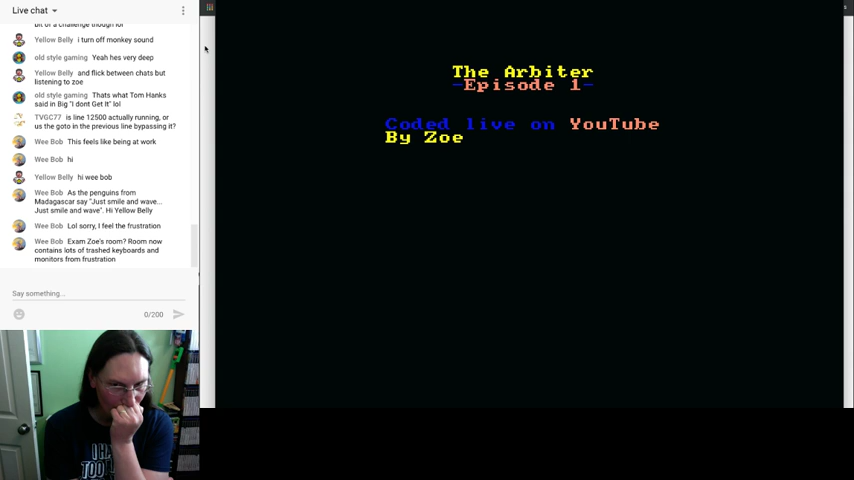 Live chat
bit of a challenge though lol
Yellow Belly i turn off monkey sound
old style gaming Yeah hes very deep
Yellow Belly and flick between chats but
listening to zoe
old style gaming Thats what Tom Hanks
said in Big "I dont Get It" lol
TVGC77 is line 12500 actually running, or
us the goto in the previous line bypassing it?
Wee Bob This feels like being at work
Wee Bob hi
Yellow Belly hi wee bob
Wee Bob As the penguins from
Madagascar say "Just smile and wave...
Just smile and wave". Hi Yellow Belly
Wee Bob Lol sorry, I feel the frustration
Wee Bob Exam Zoe's room? Room now
contains lots of trashed keyboards and
monitors from frustration
Say something...
0/200
The Arbiter
-Episode 1-
Coded live on YouTube
By Zoe